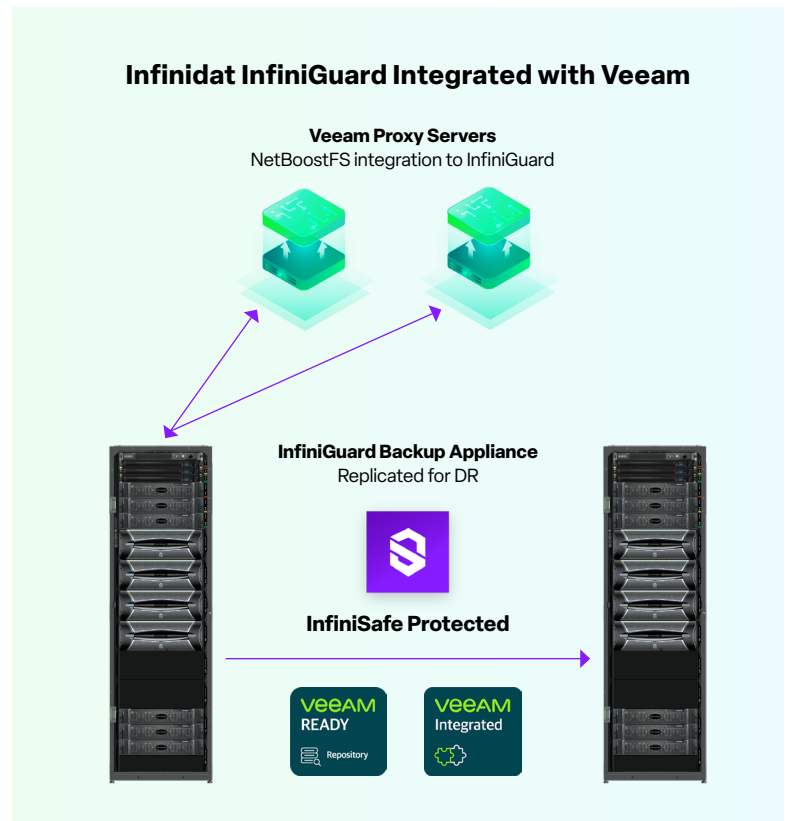 Infinidat InfiniGuard Integrated with Veeam
Veeam Proxy Servers
NetBoostFS integration to InfiniGuard
InfiniGuard Backup Appliance
Replicated for DR
InfiniSafe Protected
veeAM
READY
Repository
veeAM
Integrated